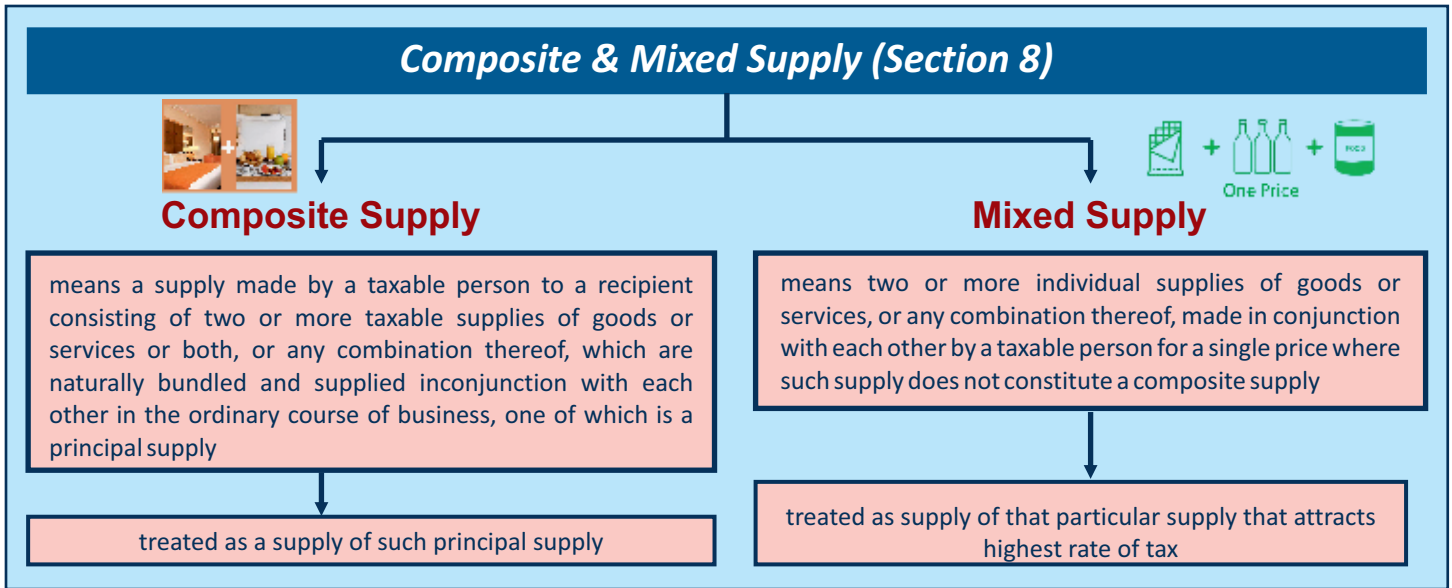 Composite & Mixed Supply (Section 8)
One Price
Composite Supply
Mixed Supply
means a supply made by a taxable person to a recipient
consisting of two or more taxable supplies of goods or
services or both, or any combination thereof, which are
naturally bundled and supplied inconjunction with each
other in the ordinary course of business, one of which is a
principal supply
means two or more individual supplies of goods or
services, or any combination thereof, made in conjunction
with each other by a taxable person for a single price where
such supply does not constitute a composite supply
treated as a supply of such principal supply
treated as supply of that particular supply that attracts
highest rate of tax